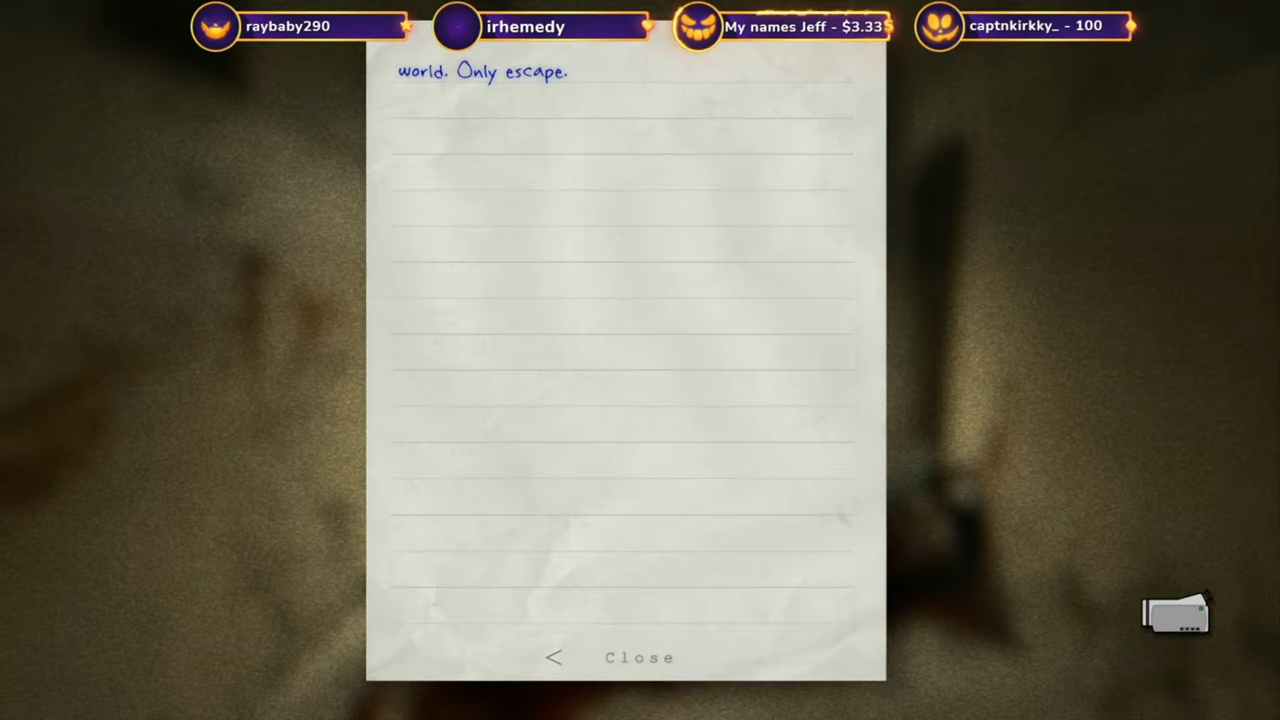 raybaby290
irhemedy
My names Jeff - $3.33
captnkirkky_ - 100
world. Only escape.
< Close